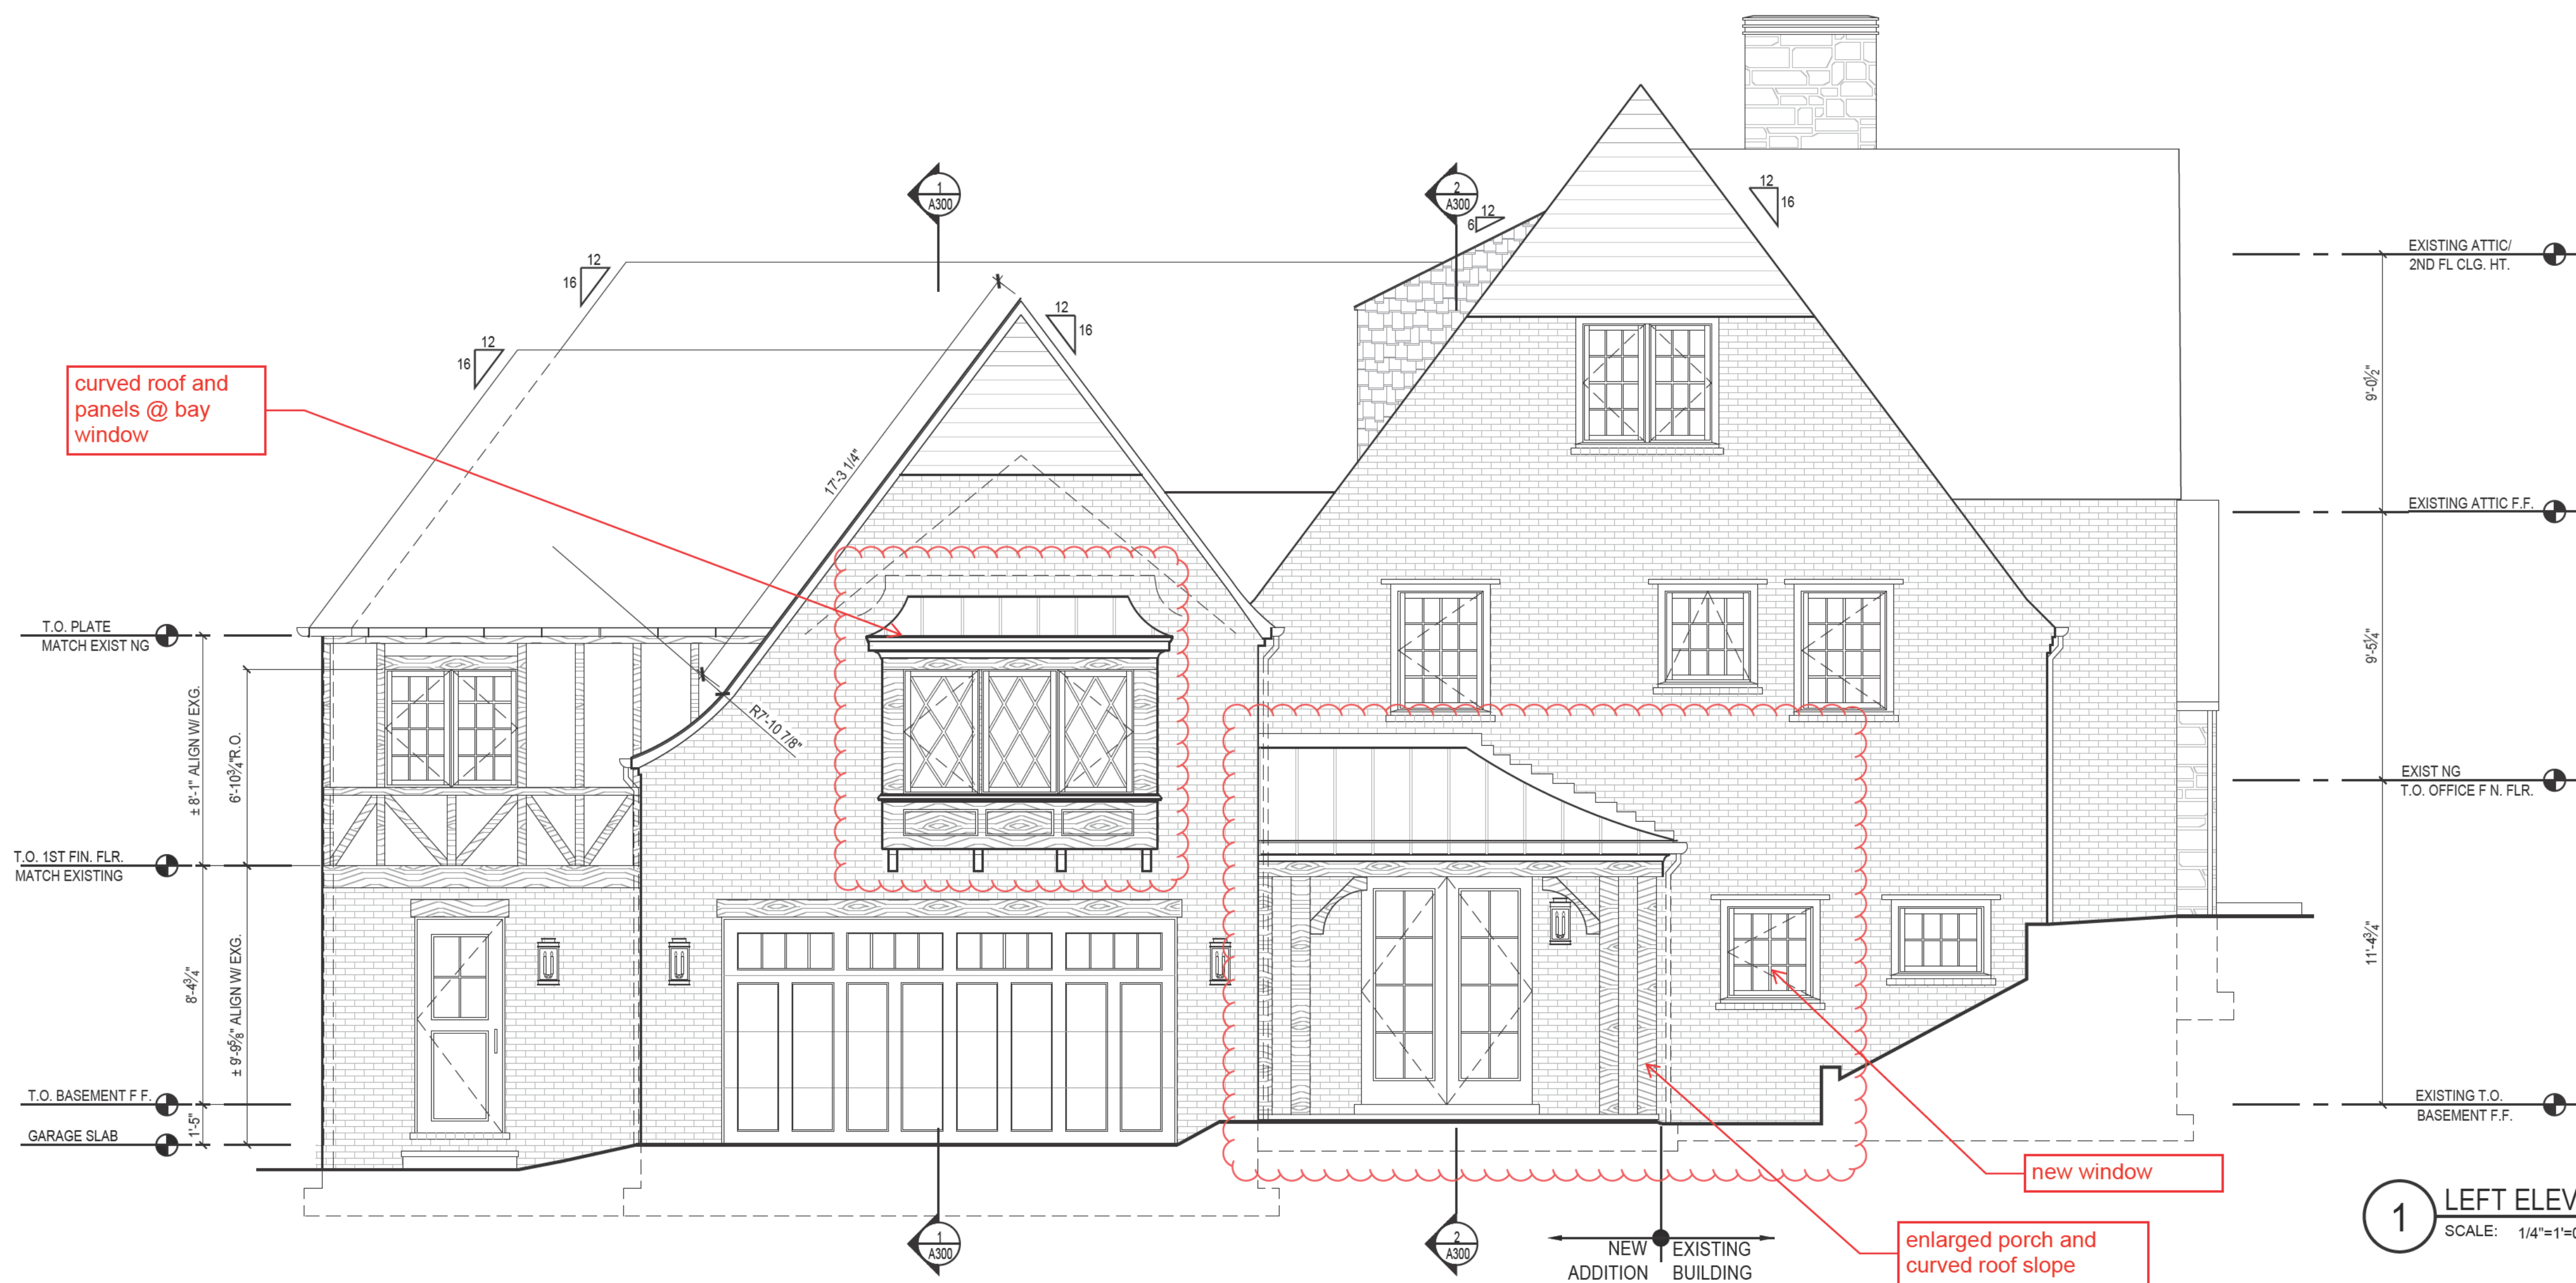 1
A300
2
A300
12
16
12
6
12
16
12
16
12
16
EXISTING ATTIC/
2ND FL CLG. HT.
9'-0½"
EXISTING ATTIC F.F.
9'-5¼"
EXIST NG
T.O. OFFICE F N. FLR.
11'-4¾"
EXISTING T.O.
BASEMENT F.F.
curved roof and
panels @ bay
window
17'-3 1/4"
R7'-10 7/8"
T.O. PLATE
MATCH EXIST NG
± 8'-1" ALIGN W/ EXG.
6'-10¾"R.O.
T.O. 1ST FIN. FLR.
MATCH EXISTING
8'-4¾"
± 9'-9⅝" ALIGN W/ EXG.
T.O. BASEMENT F F.
1'-5"
GARAGE SLAB
new window
enlarged porch and
curved roof slope
1
A300
2
A300
NEW
ADDITION
EXISTING
BUILDING
1
LEFT ELEV
SCALE: 1/4"=1'=0